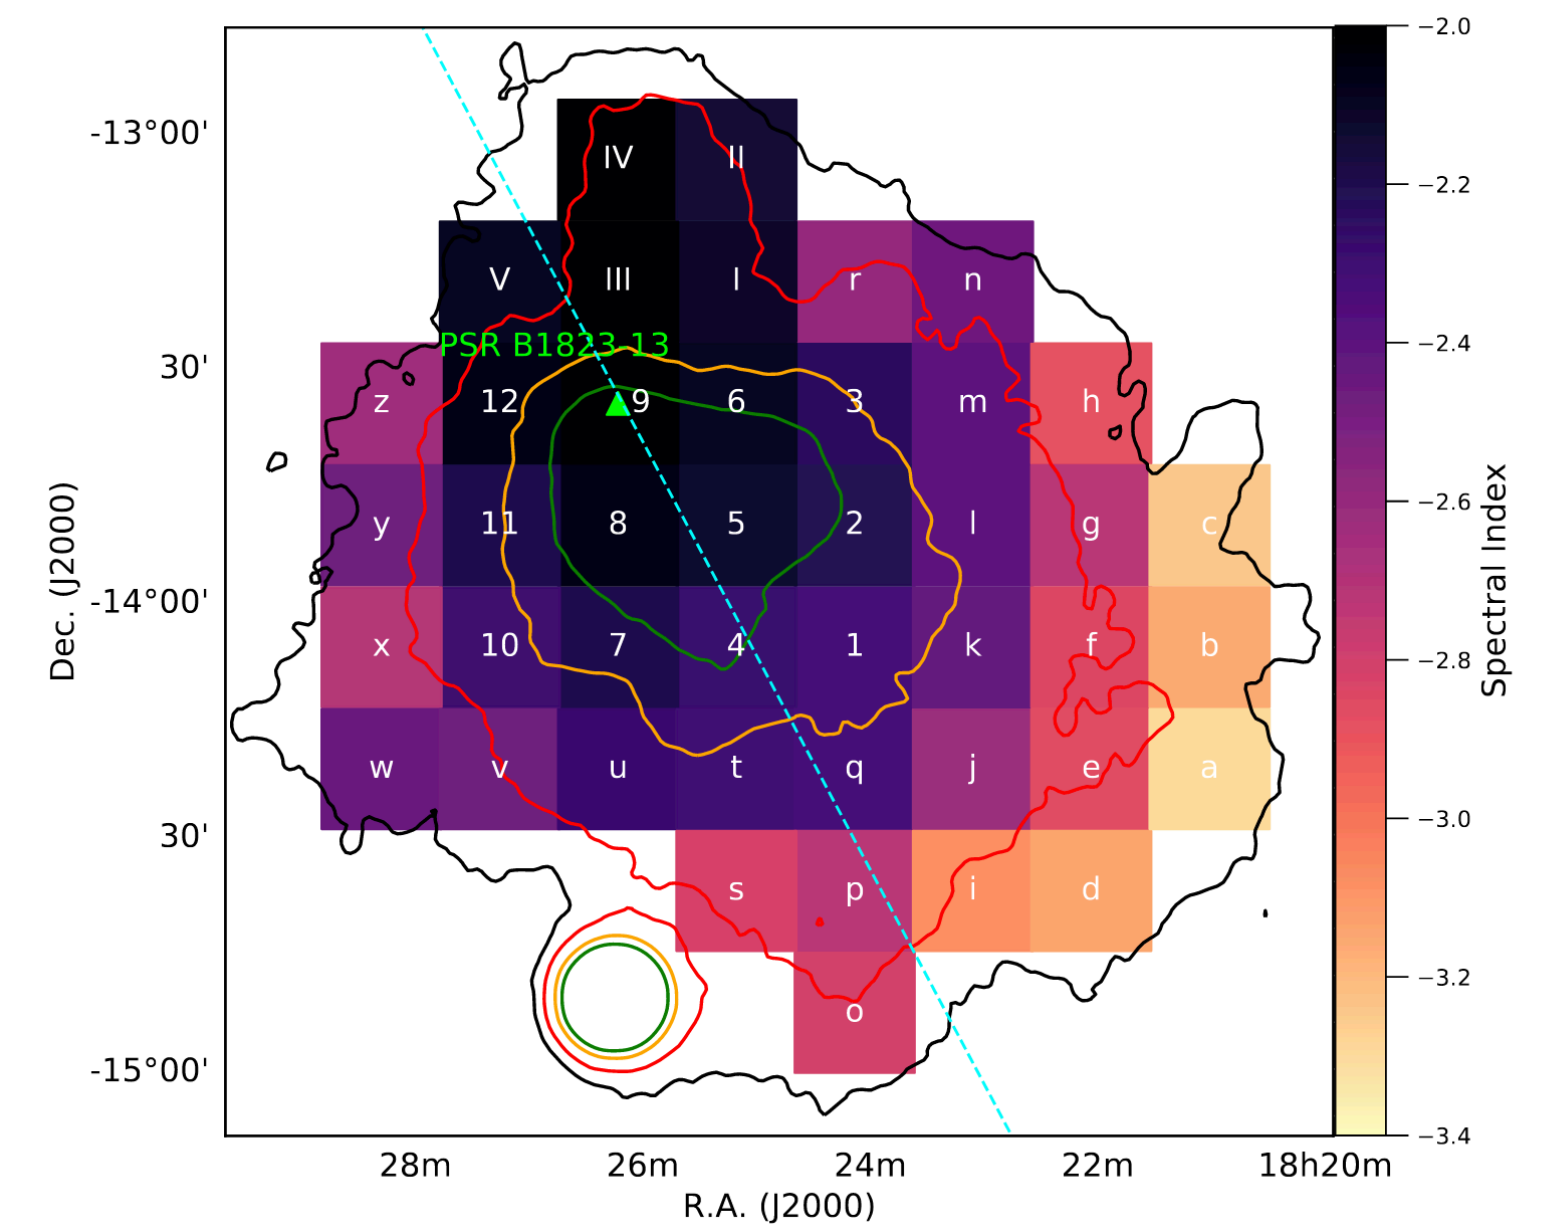 −2.0
-13°00'
IV II
−2.2
V III I r n
PSR B1823-13
−2.4
30'
z 12 9 6 3 m h
−2.6
y 11 8 5 2 l g c
Dec. (J2000)
Spectral Index
-14°00'
x 10 7 4 1 k f b
−2.8
w v u t q j e a
−3.0
30'
s p i d
−3.2
o
-15°00'
−3.4
28m 26m 24m 22m 18h20m
R.A. (J2000)